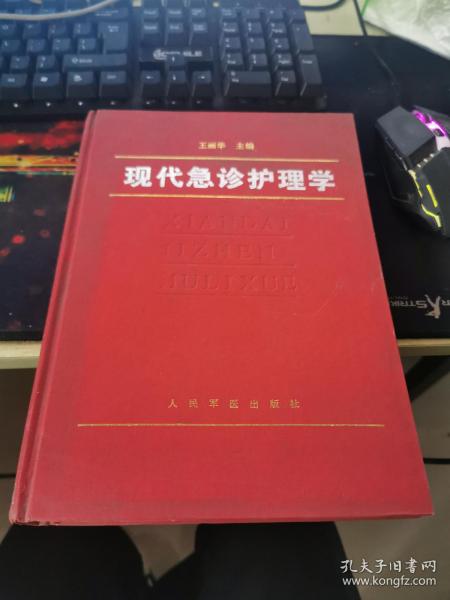 王丽华 主编
现代急诊护理学
XIANDAI
JIZHEN
HULIXUE
人民军医出版社
孔夫子旧书网
www.kongfz.com